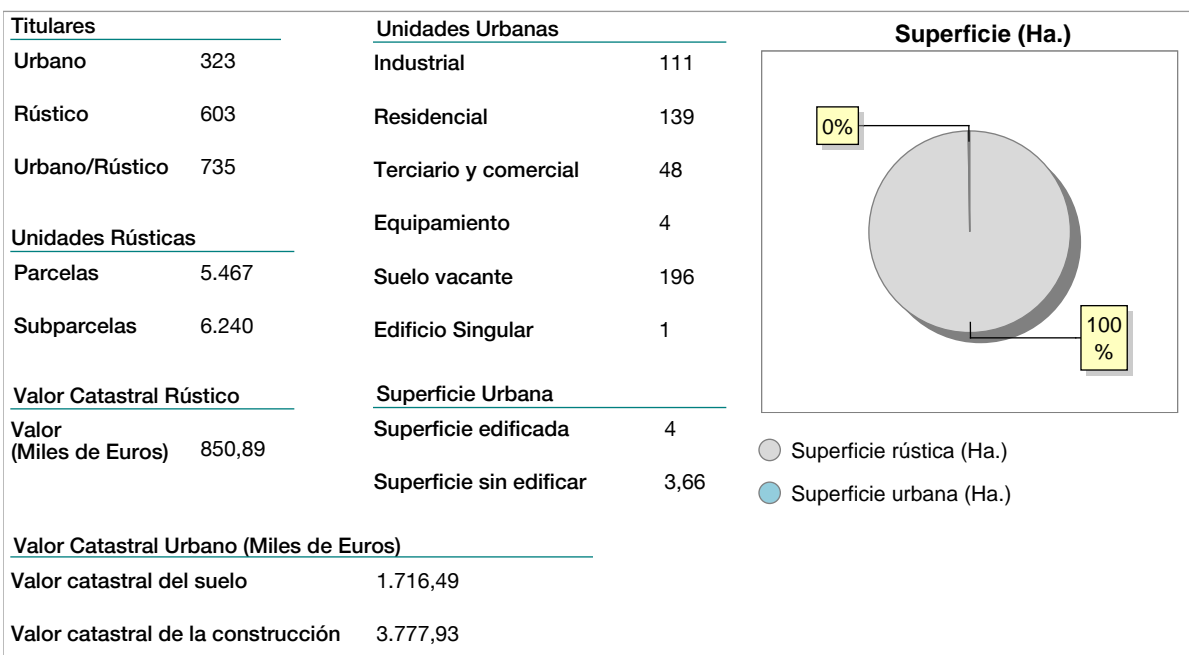 Titulares
Urbano 323
Rústico 603
Urbano/Rústico 735
Unidades Rústicas
Parcelas 5.467
Subparcelas 6.240
Valor Catastral Rústico
Valor
(Miles de Euros) 850,89
Unidades Urbanas
Industrial 111
Residencial 139
Terciario y comercial 48
Equipamiento 4
Suelo vacante 196
Edificio Singular 1
Superficie Urbana
Superficie edificada 4
Superficie sin edificar 3,66
Valor Catastral Urbano (Miles de Euros)
Valor catastral del suelo 1.716,49
Valor catastral de la construcción 3.777,93
Superficie (Ha.)
0%
100
%
Superficie rústica (Ha.)
Superficie urbana (Ha.)